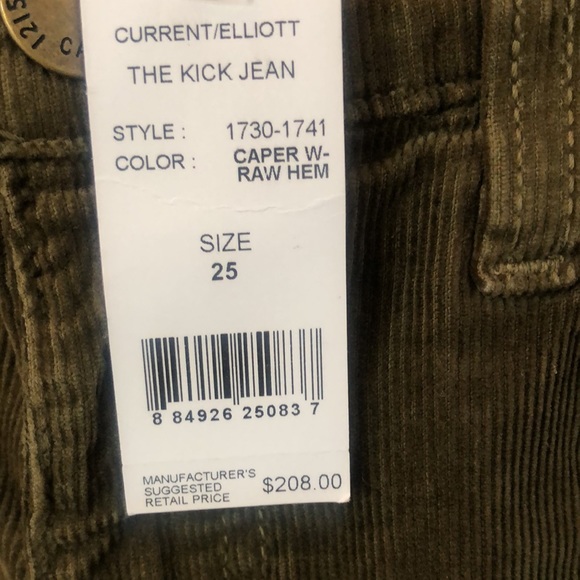 CURRENT/ELLIOTT
THE KICK JEAN
STYLE : 1730-1741
COLOR : CAPER W-
RAW HEM
SIZE
25
8 84926 25083 7
MANUFACTURER'S
SUGGESTED
RETAIL PRICE $208.00